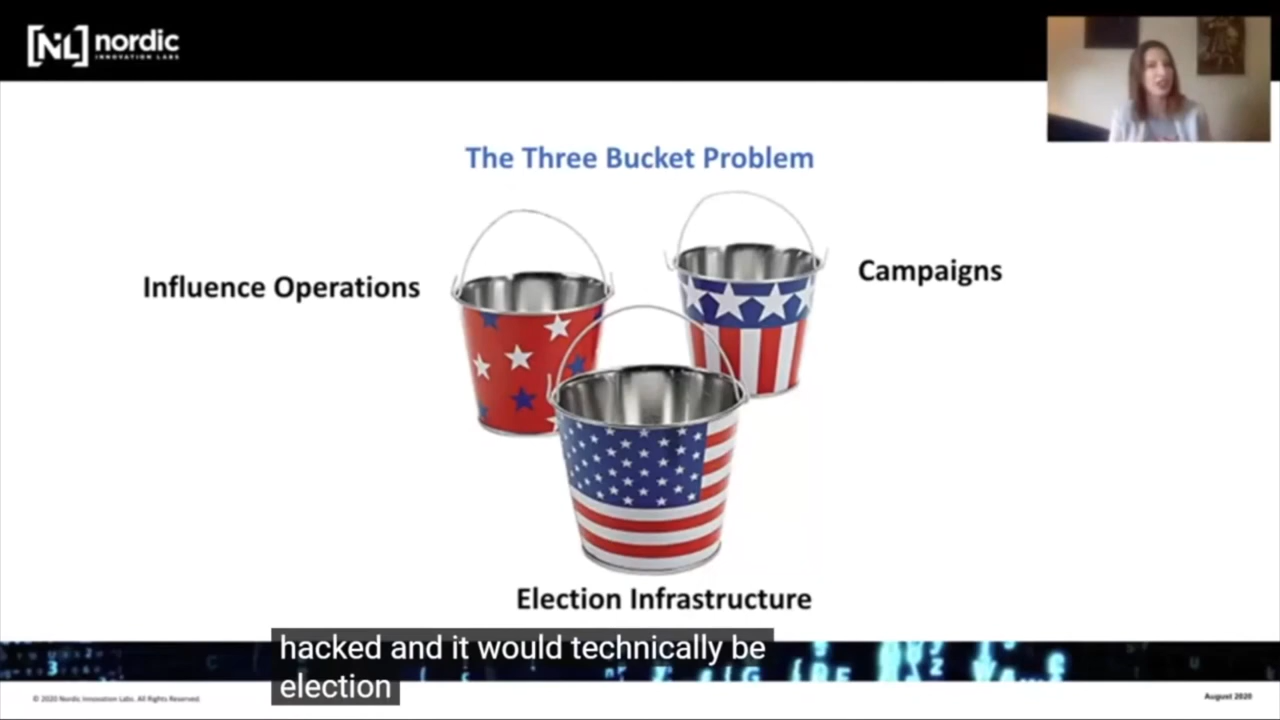 [NiL] nordic
INNOVATION LABS
The Three Bucket Problem
Influence Operations
Campaigns
Election Infrastructure
hacked and it would technically be
election
© 2020 Nordic Innovation Labs. All Rights Reserved.
August 2020